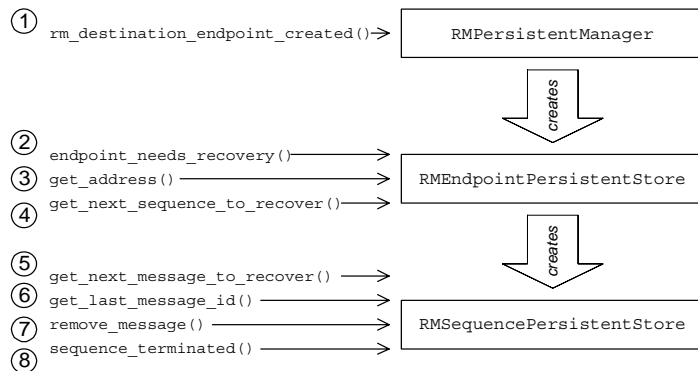 ① rm_destination_endpoint_created() RMPersistentManager
creates
② endpoint_needs_recovery()
③ get_address() RMEndpointPersistentStore
④ get_next_sequence_to_recover()
creates
⑤ get_next_message_to_recover()
⑥ get_last_message_id()
⑦ remove_message() RMSequencePersistentStore
⑧ sequence_terminated()